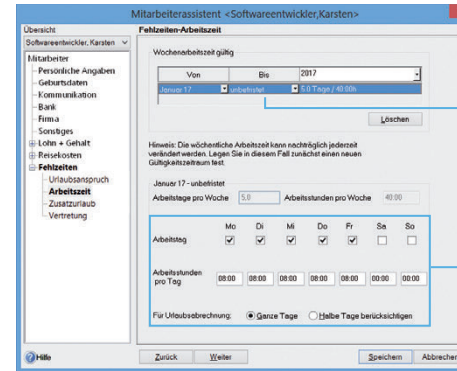 Mitarbeiterassistent <Softwareentwickler,Karsten>
Übersicht
Softwareentwickler, Karsten
Mitarbeiter
Persönliche Angaben
Geburtsdaten
Kommunikation
Bank
Firma
Sonstiges
Lohn + Gehalt
Reisekosten
Fehlzeiten
Urlaubsanspruch
Arbeitszeit
Zusatzurlaub
Vertretung
Fehlzeiten-Arbeitszeit
Wochenarbeitszeit gültig
Von Bis 2017
Januar 17 unbefristet 5,0 Tage / 40:00h
Löschen
Hinweis: Die wöchentliche Arbeitszeit kann nachträglich jederzeit
verändert werden. Legen Sie in diesem Fall zunächst einen neuen
Gültigkeitszeitraum fest.
Januar 17 - unbefristet
Arbeitstage pro Woche 5,0 Arbeitsstunden pro Woche 40:00
Mo Di Mi Do Fr Sa So
Arbeitstag
Arbeitsstunden
pro Tag 08:00 08:00 08:00 08:00 08:00 00:00 00:00
Für Urlaubsabrechnung: Ganze Tage Halbe Tage berücksichtigen
Hilfe Zurück Weiter Speichern Abbrechen